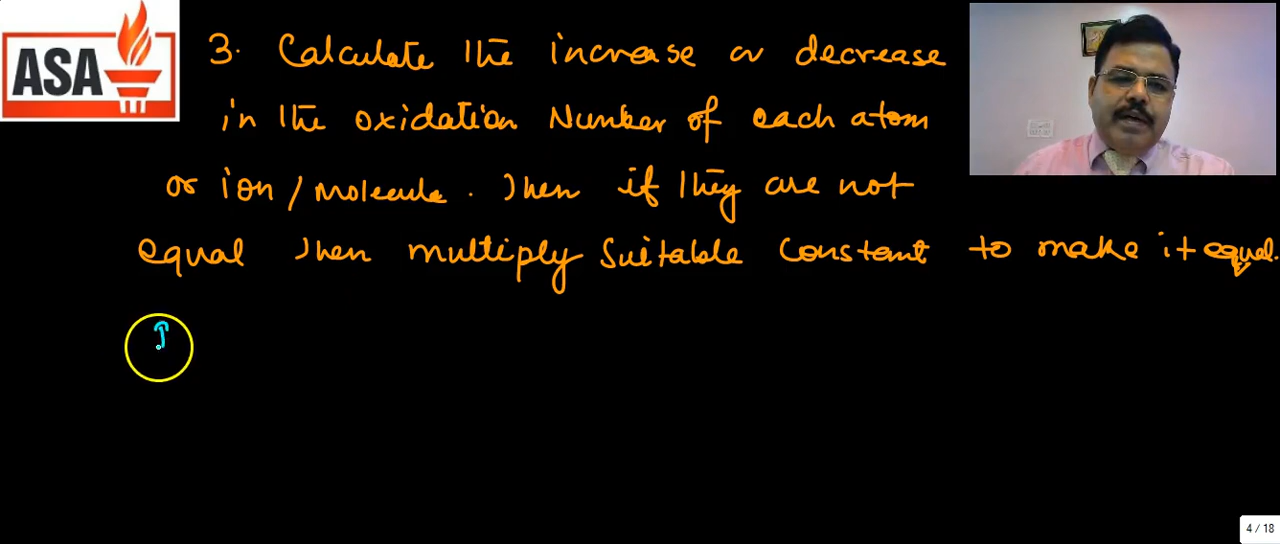 ASA
3. Calculate the increase or decrease
in the oxidation Number of each atom
or ion / molecule. Then if they are not
equal then multiply suitable constant to make it equal.
4 / 18